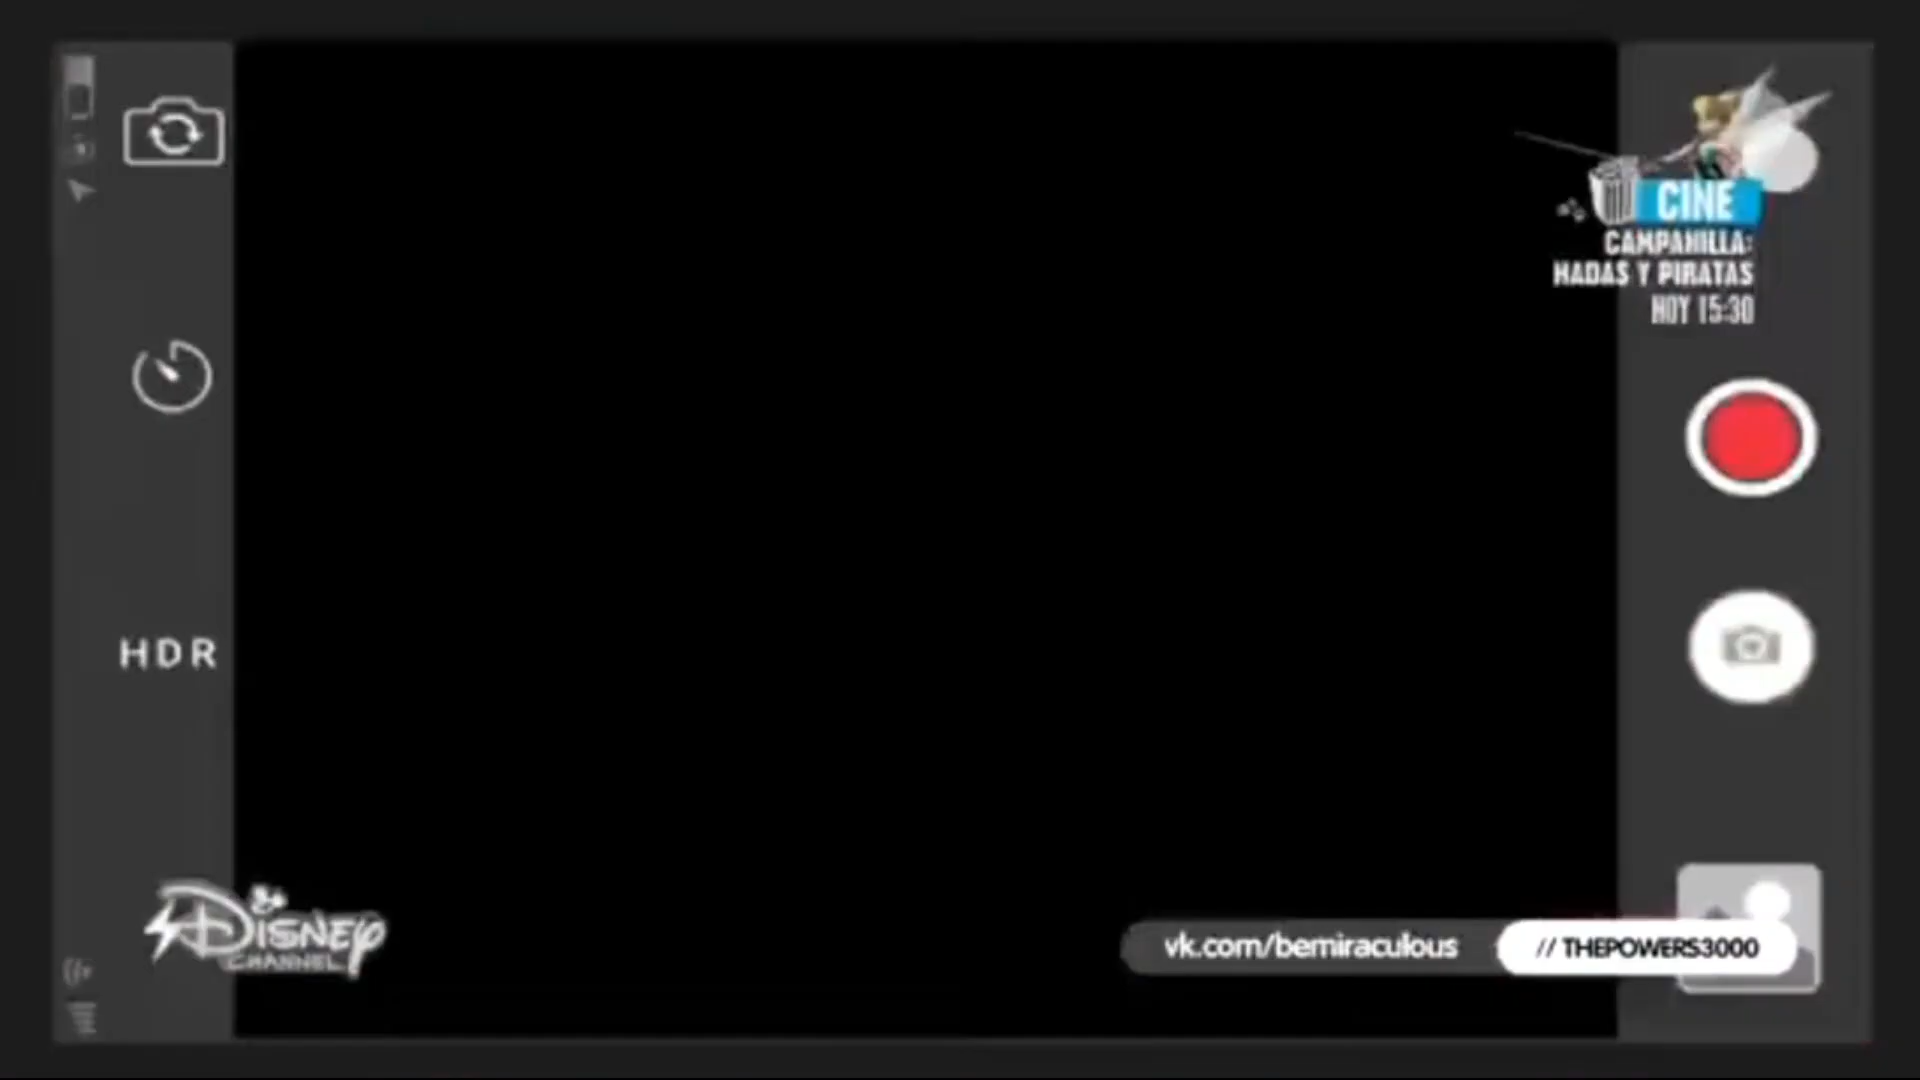 CINE
CAMPANILLA:
HADAS Y PIRATAS
HOY 15:30
HDR
DISNEY
CHANNEL
vk.com/bemiraculous
// THEPOWERS3000